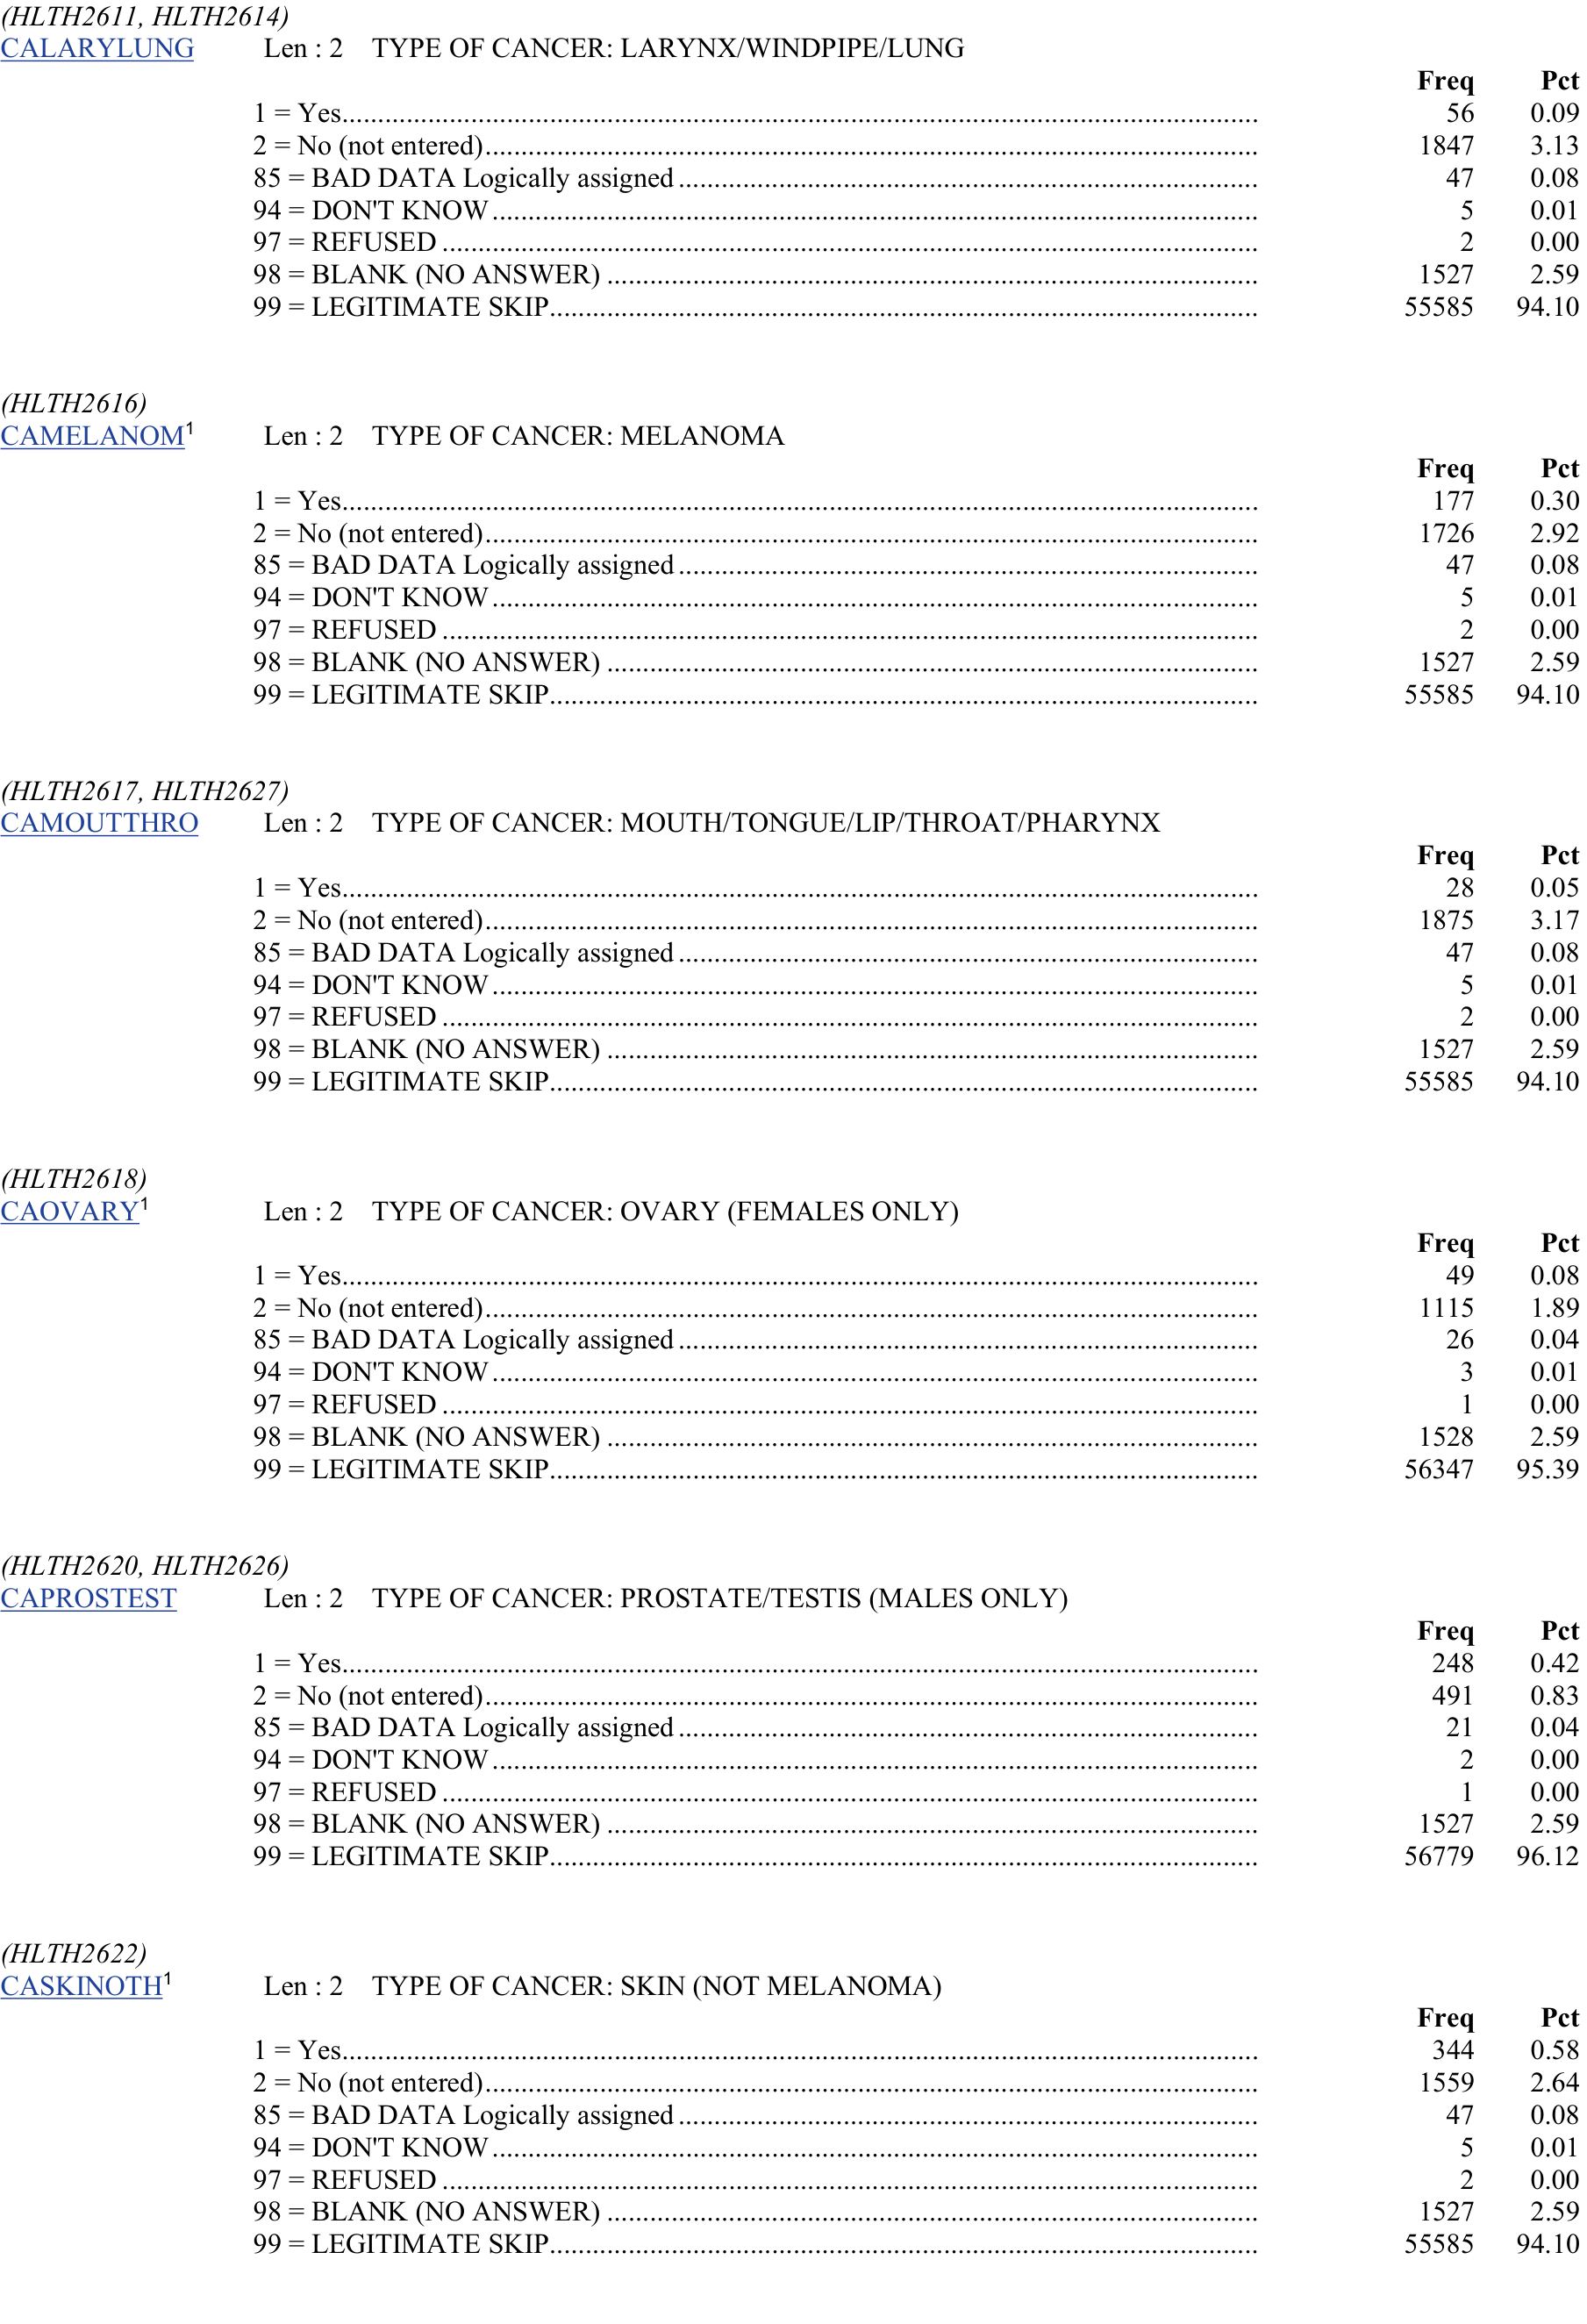 (HLTH2611, HLTH2614)
CALARYLUNG Len : 2 TYPE OF CANCER: LARYNX/WINDPIPE/LUNG
Freq Pct
1 = Yes 56 0.09
2 = No (not entered) 1847 3.13
85 = BAD DATA Logically assigned 47 0.08
94 = DON'T KNOW 5 0.01
97 = REFUSED 2 0.00
98 = BLANK (NO ANSWER) 1527 2.59
99 = LEGITIMATE SKIP 55585 94.10
(HLTH2616)
CAMELANOM¹ Len : 2 TYPE OF CANCER: MELANOMA
Freq Pct
1 = Yes 177 0.30
2 = No (not entered) 1726 2.92
85 = BAD DATA Logically assigned 47 0.08
94 = DON'T KNOW 5 0.01
97 = REFUSED 2 0.00
98 = BLANK (NO ANSWER) 1527 2.59
99 = LEGITIMATE SKIP 55585 94.10
(HLTH2617, HLTH2627)
CAMOUTTHRO Len : 2 TYPE OF CANCER: MOUTH/TONGUE/LIP/THROAT/PHARYNX
Freq Pct
1 = Yes 28 0.05
2 = No (not entered) 1875 3.17
85 = BAD DATA Logically assigned 47 0.08
94 = DON'T KNOW 5 0.01
97 = REFUSED 2 0.00
98 = BLANK (NO ANSWER) 1527 2.59
99 = LEGITIMATE SKIP 55585 94.10
(HLTH2618)
CAOVARY¹ Len : 2 TYPE OF CANCER: OVARY (FEMALES ONLY)
Freq Pct
1 = Yes 49 0.08
2 = No (not entered) 1115 1.89
85 = BAD DATA Logically assigned 26 0.04
94 = DON'T KNOW 3 0.01
97 = REFUSED 1 0.00
98 = BLANK (NO ANSWER) 1528 2.59
99 = LEGITIMATE SKIP 56347 95.39
(HLTH2620, HLTH2626)
CAPROSTEST Len : 2 TYPE OF CANCER: PROSTATE/TESTIS (MALES ONLY)
Freq Pct
1 = Yes 248 0.42
2 = No (not entered) 491 0.83
85 = BAD DATA Logically assigned 21 0.04
94 = DON'T KNOW 2 0.00
97 = REFUSED 1 0.00
98 = BLANK (NO ANSWER) 1527 2.59
99 = LEGITIMATE SKIP 56779 96.12
(HLTH2622)
CASKINOTH¹ Len : 2 TYPE OF CANCER: SKIN (NOT MELANOMA)
Freq Pct
1 = Yes 344 0.58
2 = No (not entered) 1559 2.64
85 = BAD DATA Logically assigned 47 0.08
94 = DON'T KNOW 5 0.01
97 = REFUSED 2 0.00
98 = BLANK (NO ANSWER) 1527 2.59
99 = LEGITIMATE SKIP 55585 94.10